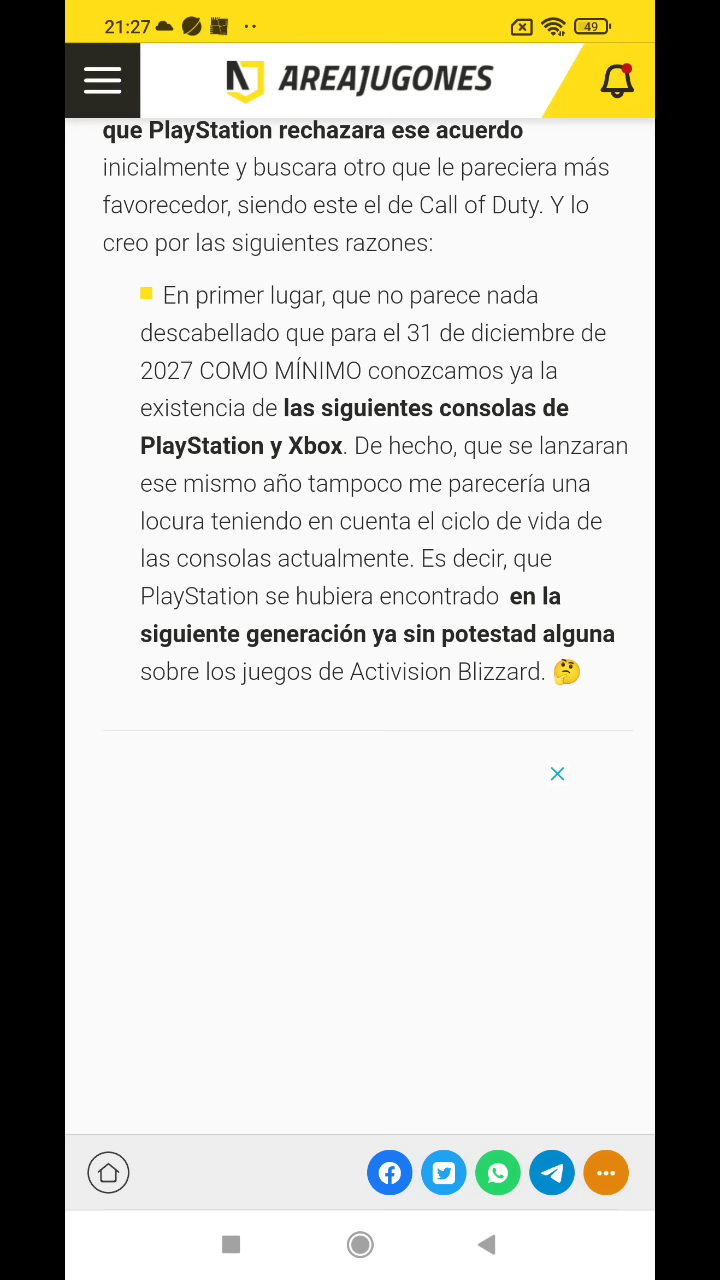 21:27
49
AREAJUGONES
que PlayStation rechazara ese acuerdo
inicialmente y buscara otro que le pareciera más
favorecedor, siendo este el de Call of Duty. Y lo
creo por las siguientes razones:
En primer lugar, que no parece nada
descabellado que para el 31 de diciembre de
2027 COMO MÍNIMO conozcamos ya la
existencia de las siguientes consolas de
PlayStation y Xbox. De hecho, que se lanzaran
ese mismo año tampoco me parecería una
locura teniendo en cuenta el ciclo de vida de
las consolas actualmente. Es decir, que
PlayStation se hubiera encontrado en la
siguiente generación ya sin potestad alguna
sobre los juegos de Activision Blizzard. 🤔